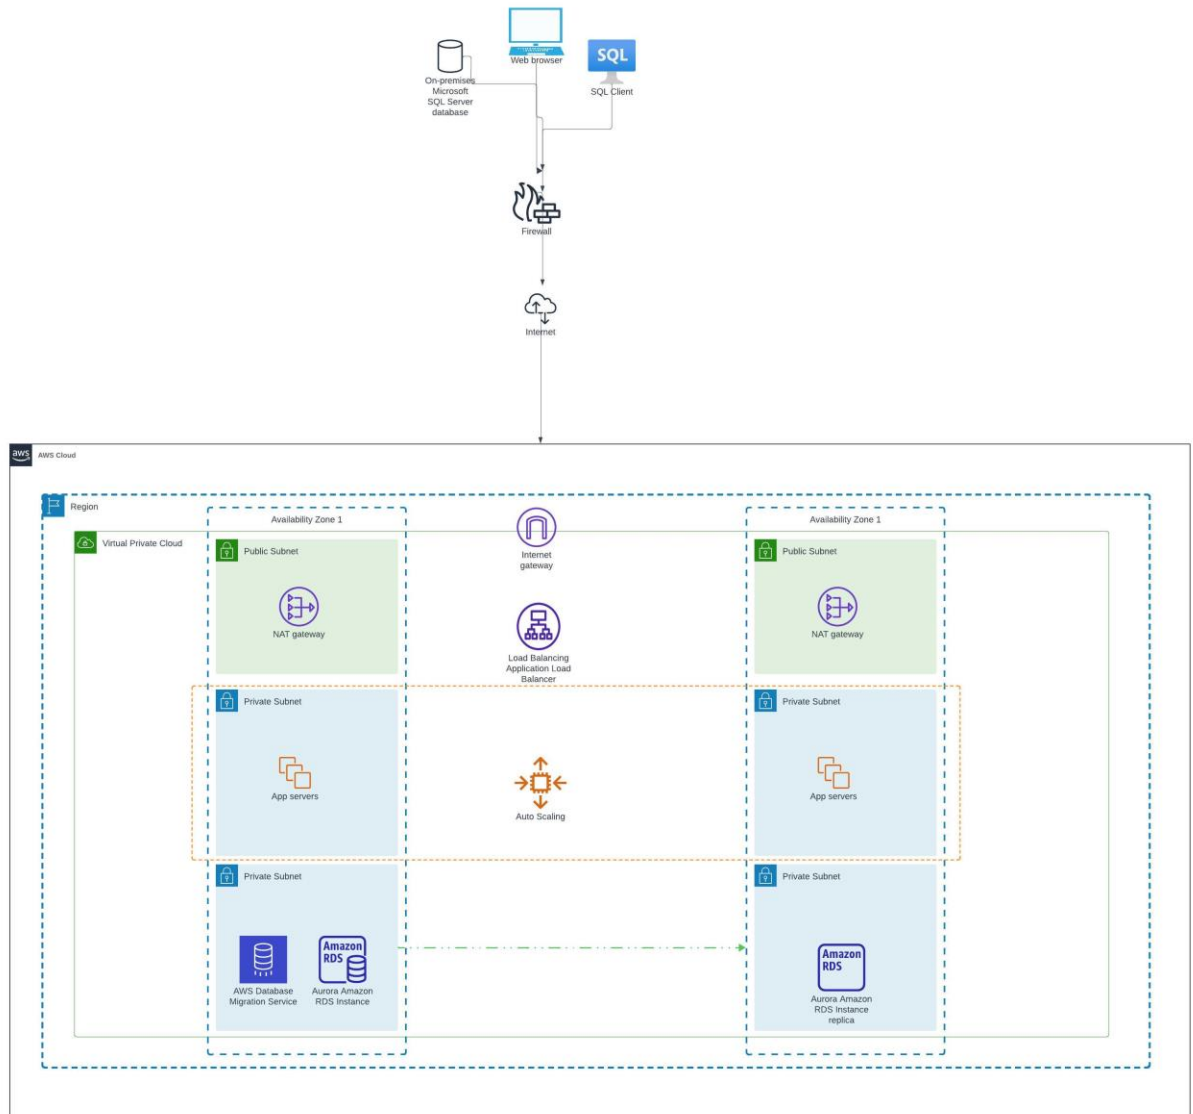 Web browser
SQL
SQL Client
On-premises
Microsoft
SQL Server
database
Firewall
Internet
aws
AWS Cloud
Region
Availability Zone 1
Availability Zone 1
Virtual Private Cloud
Public Subnet
Internet
gateway
Public Subnet
NAT gateway
NAT gateway
Load Balancing
Application Load
Balancer
Private Subnet
Private Subnet
App servers
App servers
Auto Scaling
Private Subnet
Private Subnet
Amazon
RDS
Amazon
RDS
AWS Database
Migration Service
Aurora Amazon
RDS Instance
Aurora Amazon
RDS Instance
replica